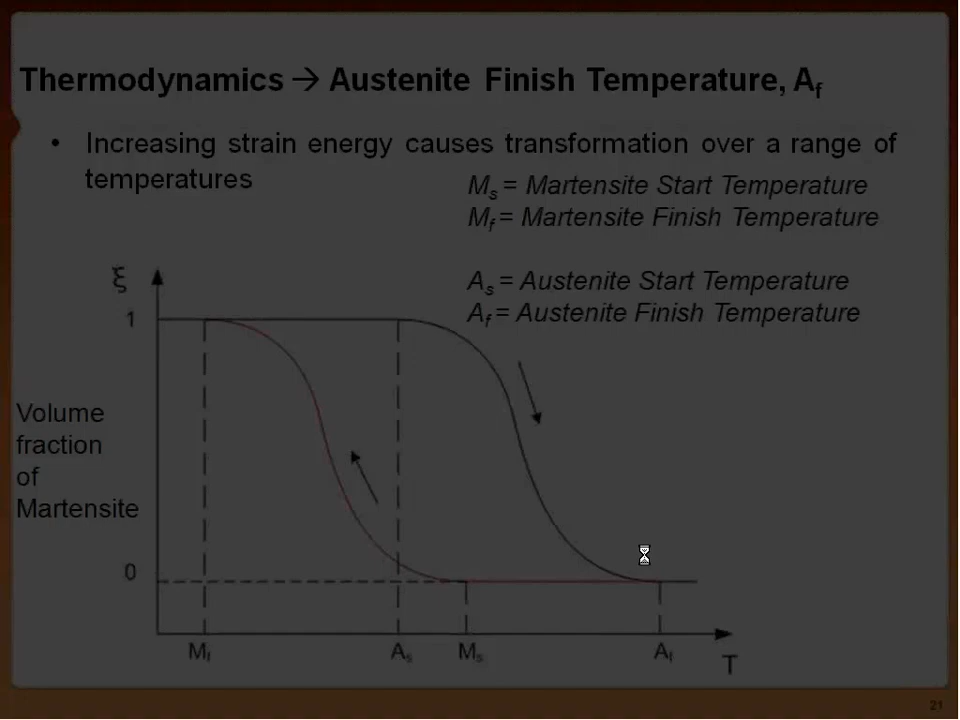 Thermodynamics → Austenite Finish Temperature, Af
• Increasing strain energy causes transformation over a range of
temperatures
Ms = Martensite Start Temperature
Mf = Martensite Finish Temperature
As = Austenite Start Temperature
Af = Austenite Finish Temperature
ξ
1
Volume
fraction
of
Martensite
0
Mf As Ms Af
T
21